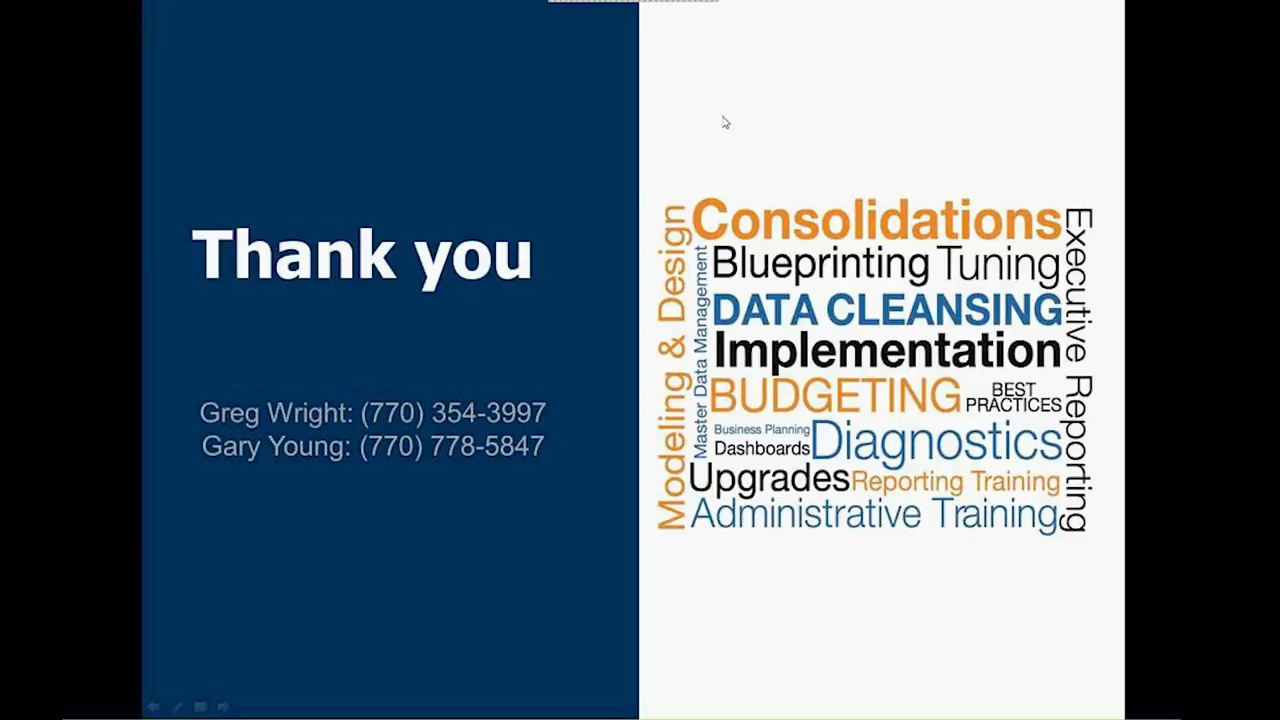 Thank you
Greg Wright: (770) 354-3997
Gary Young: (770) 778-5847
Modeling & Design
Master Data Management
Consolidations
Blueprinting Tuning
DATA CLEANSING
Implementation
BUDGETING
BEST
PRACTICES
Business Planning
Dashboards
Diagnostics
Upgrades Reporting Training
Administrative Training
Executive Reporting